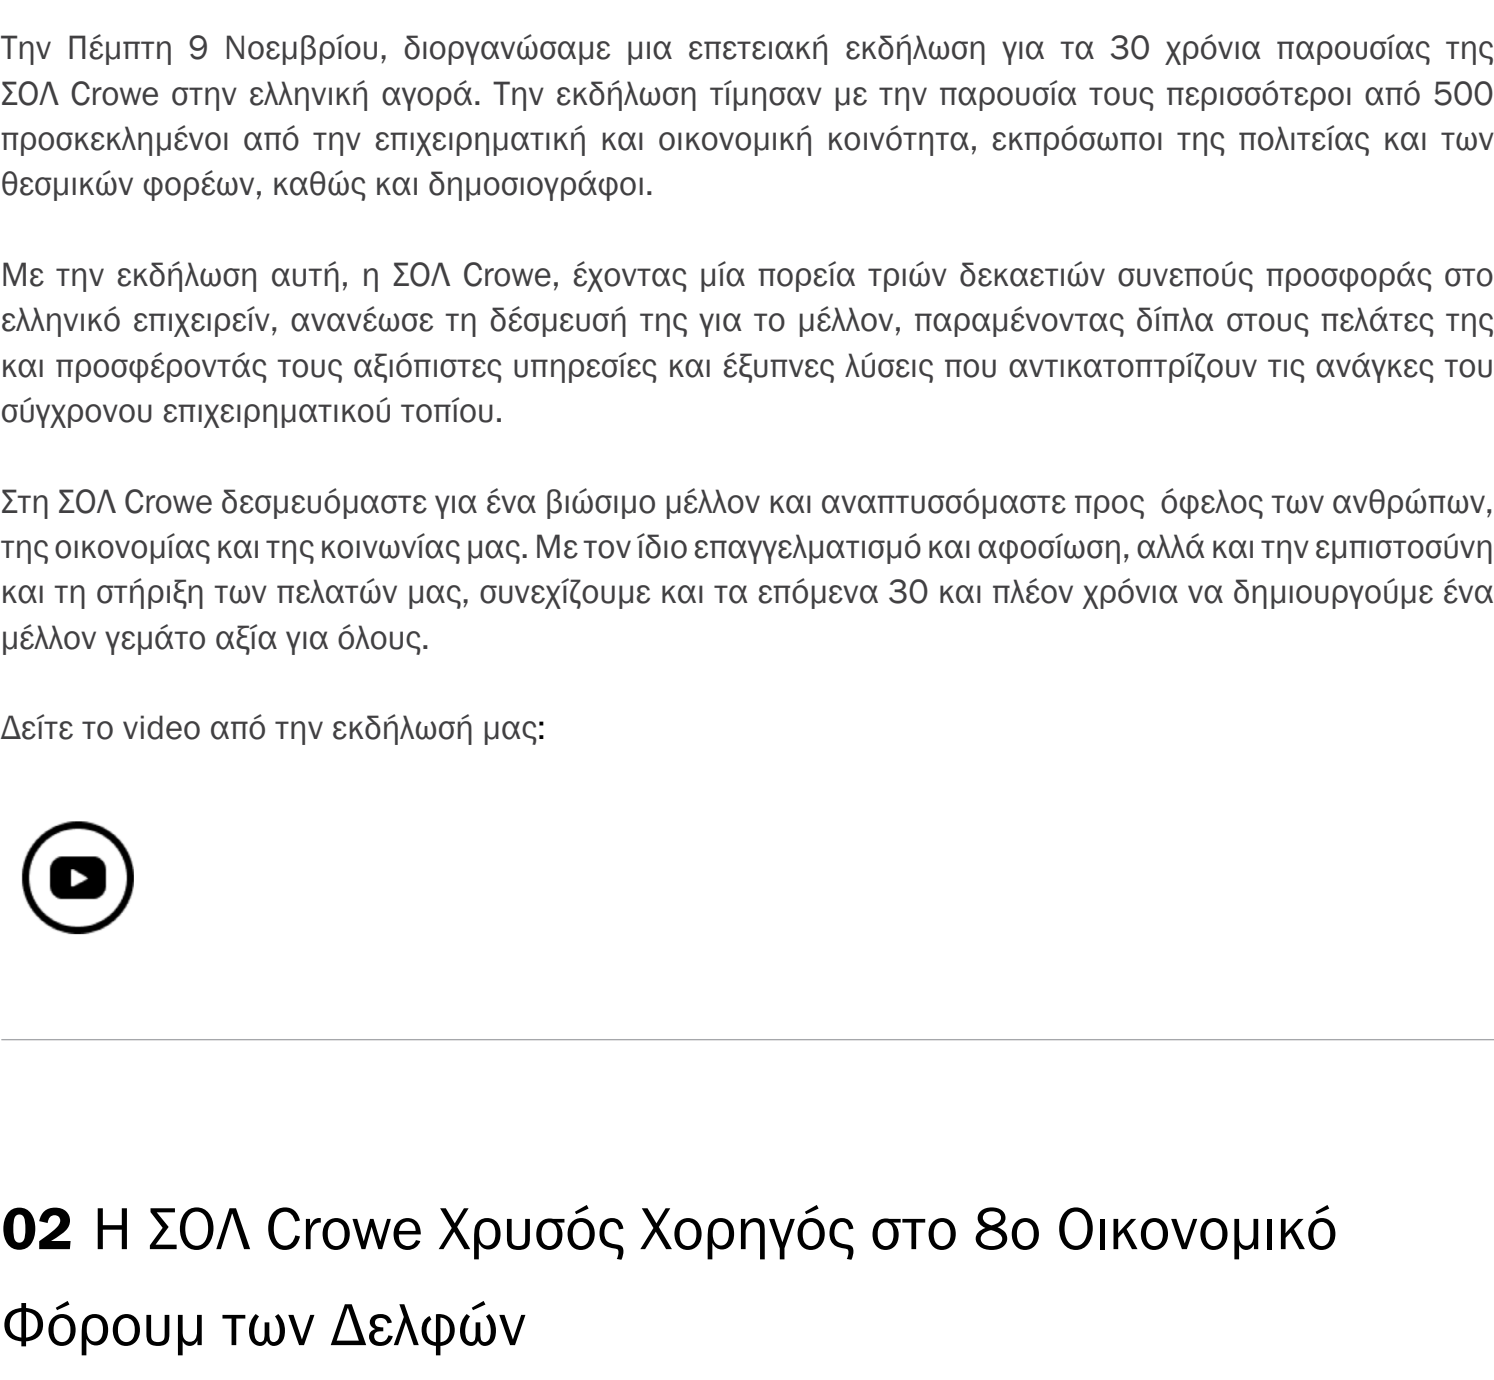 Την Πέμπτη 9 Νοεμβρίου, διοργανώσαμε μια επετειακή εκδήλωση για τα 30 χρόνια παρουσίας της
ΣΟΛ Crowe στην ελληνική αγορά. Την εκδήλωση τίμησαν με την παρουσία τους περισσότεροι από 500
προσκεκλημένοι από την επιχειρηματική και οικονομική κοινότητα, εκπρόσωποι της πολιτείας και των
θεσμικών φορέων, καθώς και δημοσιογράφοι.
Με την εκδήλωση αυτή, η ΣΟΛ Crowe, έχοντας μία πορεία τριών δεκαετιών συνεπούς προσφοράς στο
ελληνικό επιχειρείν, ανανέωσε τη δέσμευσή της για το μέλλον, παραμένοντας δίπλα στους πελάτες της
και προσφέροντάς τους αξιόπιστες υπηρεσίες και έξυπνες λύσεις που αντικατοπτρίζουν τις ανάγκες του
σύγχρονου επιχειρηματικού τοπίου.
Στη ΣΟΛ Crowe δεσμευόμαστε για ένα βιώσιμο μέλλον και αναπτυσσόμαστε προς  όφελος των ανθρώπων,
της οικονομίας και της κοινωνίας μας. Με τον ίδιο επαγγελματισμό και αφοσίωση, αλλά και την εμπιστοσύνη
και τη στήριξη των πελατών μας, συνεχίζουμε και τα επόμενα 30 και πλέον χρόνια να δημιουργούμε ένα
μέλλον γεμάτο αξία για όλους.
Δείτε το video από την εκδήλωσή μας:
02 Η ΣΟΛ Crowe Χρυσός Χορηγός στο 8ο Οικονομικό
Φόρουμ των Δελφών